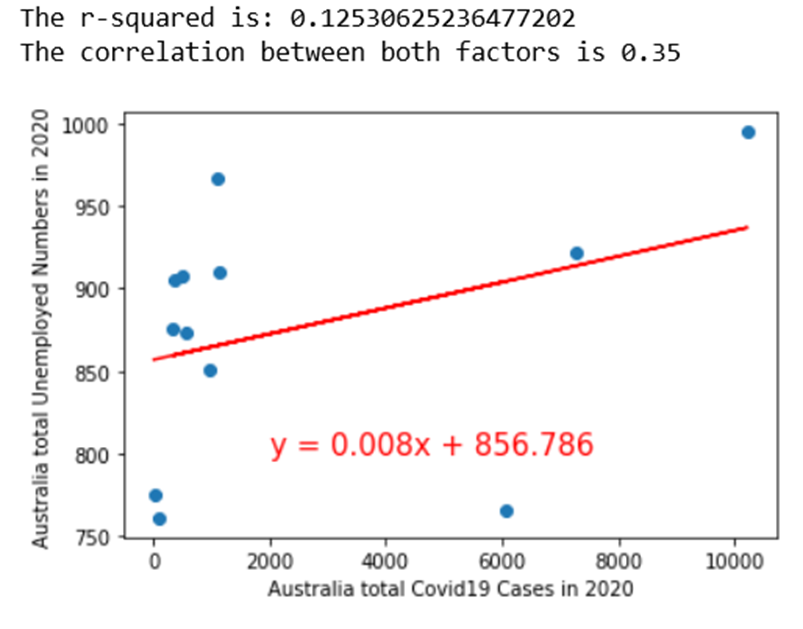 The r-squared is: 0.12530625236477202
The correlation between both factors is 0.35
Australia total Unemployed Numbers in 2020
1000
950
900
850
800
750
y = 0.008x + 856.786
0 2000 4000 6000 8000 10000
Australia total Covid19 Cases in 2020